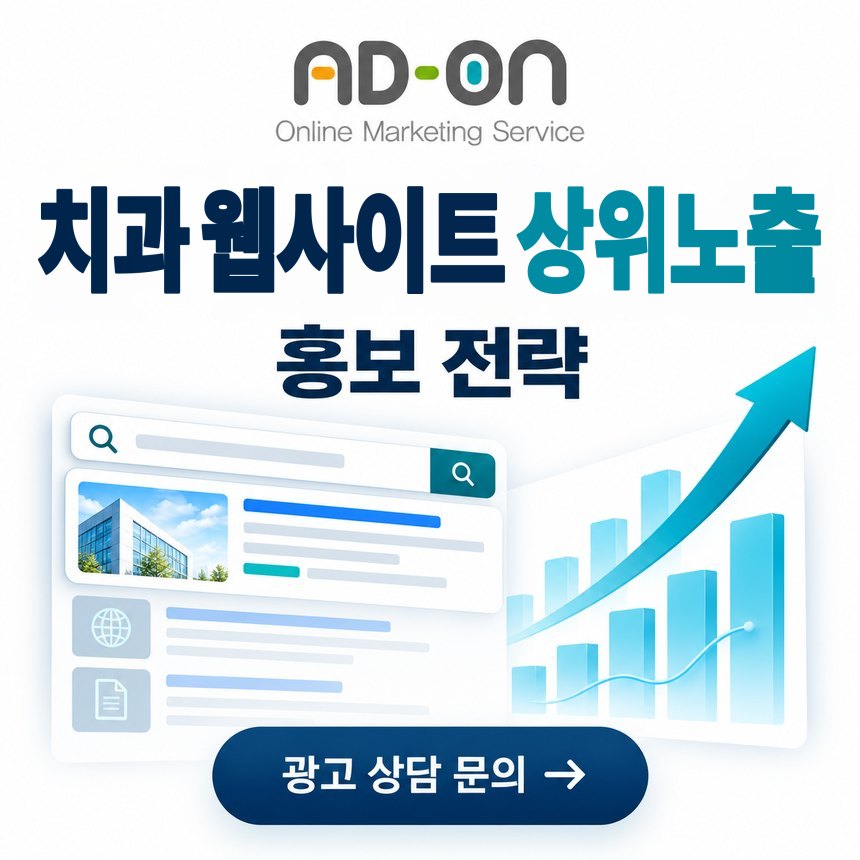 AD-ON
Online Marketing Service
치과 웹사이트 상위노출
홍보 전략
광고 상담 문의 →